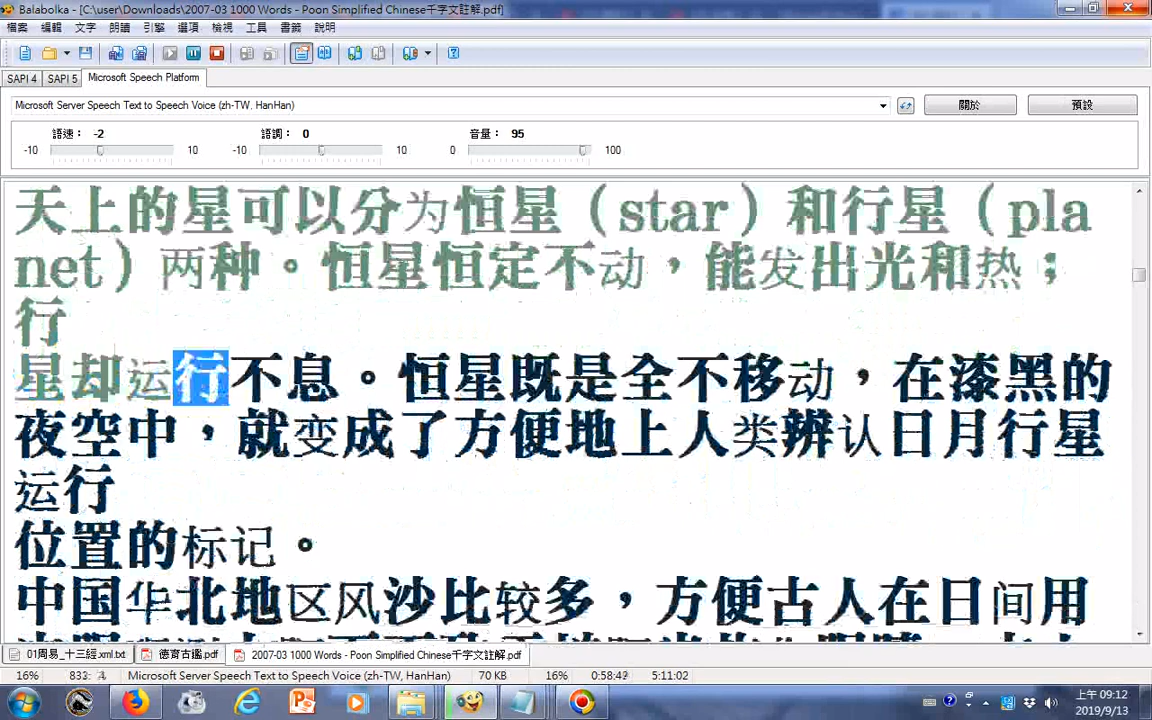 Balabolka - [C:\user\Downloads\2007-03 1000 Words - Poon Simplified Chinese千字文註解.pdf]
檔案 編輯 文字 朗讀 引擎 選項 檢視 工具 書籤 說明
SAPI 4 SAPI 5 Microsoft Speech Platform
Microsoft Server Speech Text to Speech Voice (zh-TW, HanHan) 關於 預設
語速： -2 語調： 0 音量： 95
-10 10 -10 10 0 100
天上的星可以分为恒星（star）和行星（pla
net）两种。恒星恒定不动，能发出光和热；
行
星却运行不息。恒星既是全不移动，在漆黑的
夜空中，就变成了方便地上人类辨认日月行星
运行
位置的标记。
中国华北地区风沙比较多，方便古人在日间用
01周易_十三經.xml.txt 德育古鑑.pdf 2007-03 1000 Words - Poon Simplified Chinese千字文註解.pdf
16% 833: Microsoft Server Speech Text to Speech Voice (zh-TW, HanHan) 70 KB 16% 0:58:42 5:11:02
上午 09:12
2019/9/13